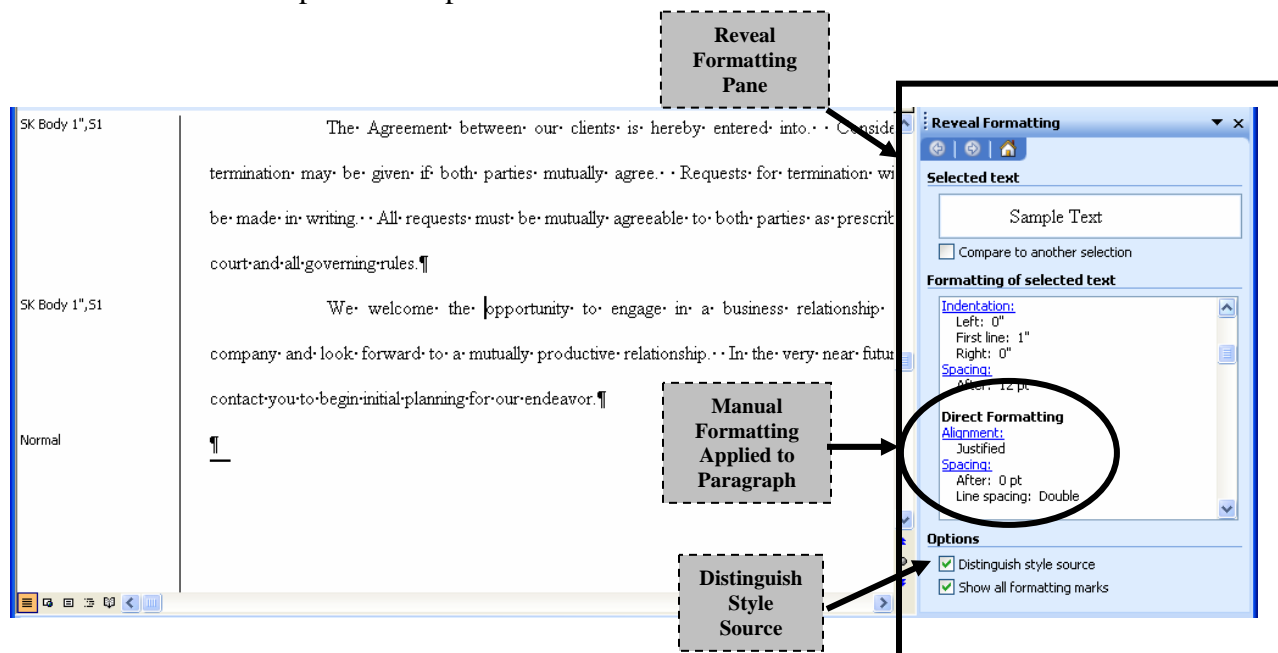 Reveal
Formatting
Pane
SK Body 1",S1
The· Agreement· between· our· clients· is· hereby· entered· into.· · Conside
termination· may· be· given· if· both· parties· mutually· agree.· · Requests· for· termination· wi
be· made· in· writing.· · All· requests· must· be· mutually· agreeable· to· both· parties· as· prescrib
court·and·all·governing·rules.¶
SK Body 1",S1
We· welcome· the· opportunity· to· engage· in· a· business· relationship·
company· and· look· forward· to· a· mutually· productive· relationship.· · In· the· very· near· futur
contact·you·to·begin·initial·planning·for·our·endeavor.¶
Normal
¶
Manual
Formatting
Applied to
Paragraph
Distinguish
Style
Source
Reveal Formatting
Selected text
Sample Text
Compare to another selection
Formatting of selected text
Indentation:
Left: 0"
First line: 1"
Right: 0"
Spacing:
After: 12 pt
Direct Formatting
Alignment:
Justified
Spacing:
After: 0 pt
Line spacing: Double
Options
Distinguish style source
Show all formatting marks